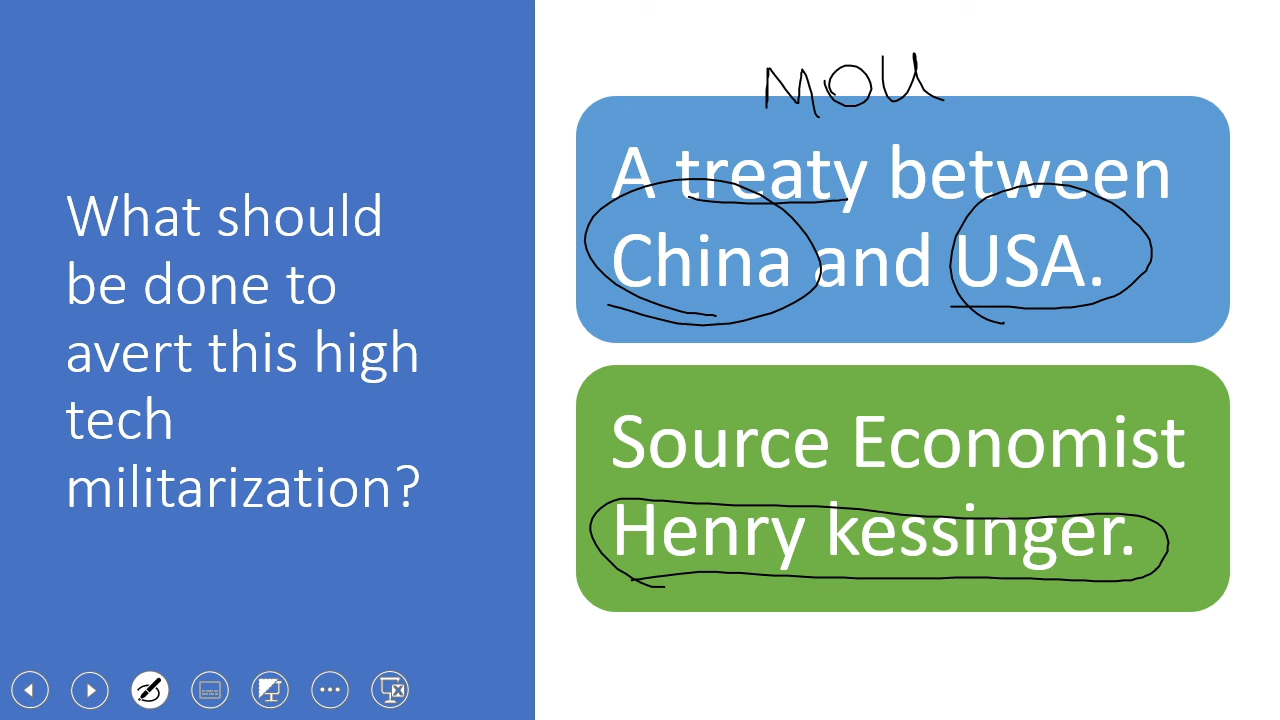 What should
be done to
avert this high
tech
militarization?
MOU
A treaty between
China and USA.
Source Economist
Henry kessinger.